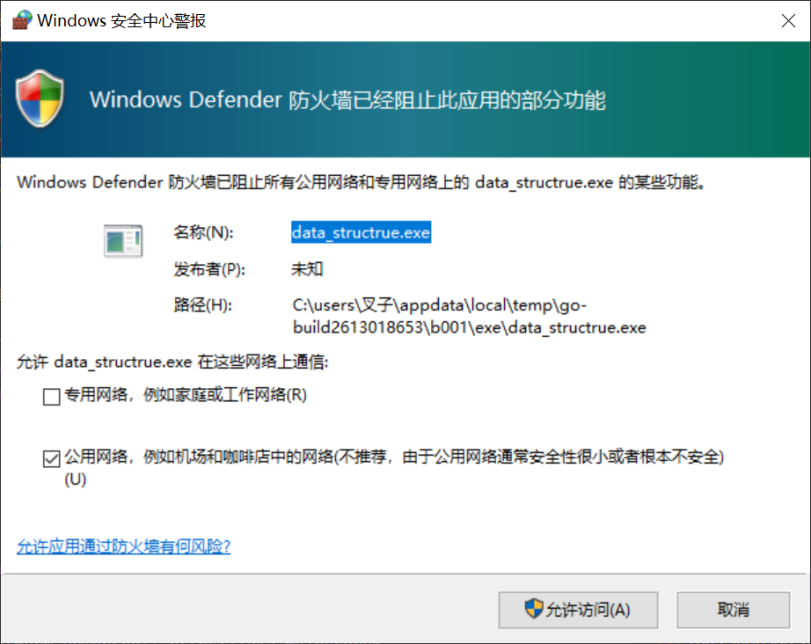 Windows 安全中心警报
Windows Defender 防火墙已经阻止此应用的部分功能
Windows Defender 防火墙已阻止所有公用网络和专用网络上的 data_structrue.exe 的某些功能。
名称(N): data_structrue.exe
发布者(P): 未知
路径(H): C:\users\叉子\appdata\local\temp\go-
build2613018653\b001\exe\data_structrue.exe
允许 data_structrue.exe 在这些网络上通信:
专用网络，例如家庭或工作网络(R)
公用网络，例如机场和咖啡店中的网络(不推荐，由于公用网络通常安全性很小或者根本不安全)
(U)
允许应用通过防火墙有何风险?
允许访问(A) 取消